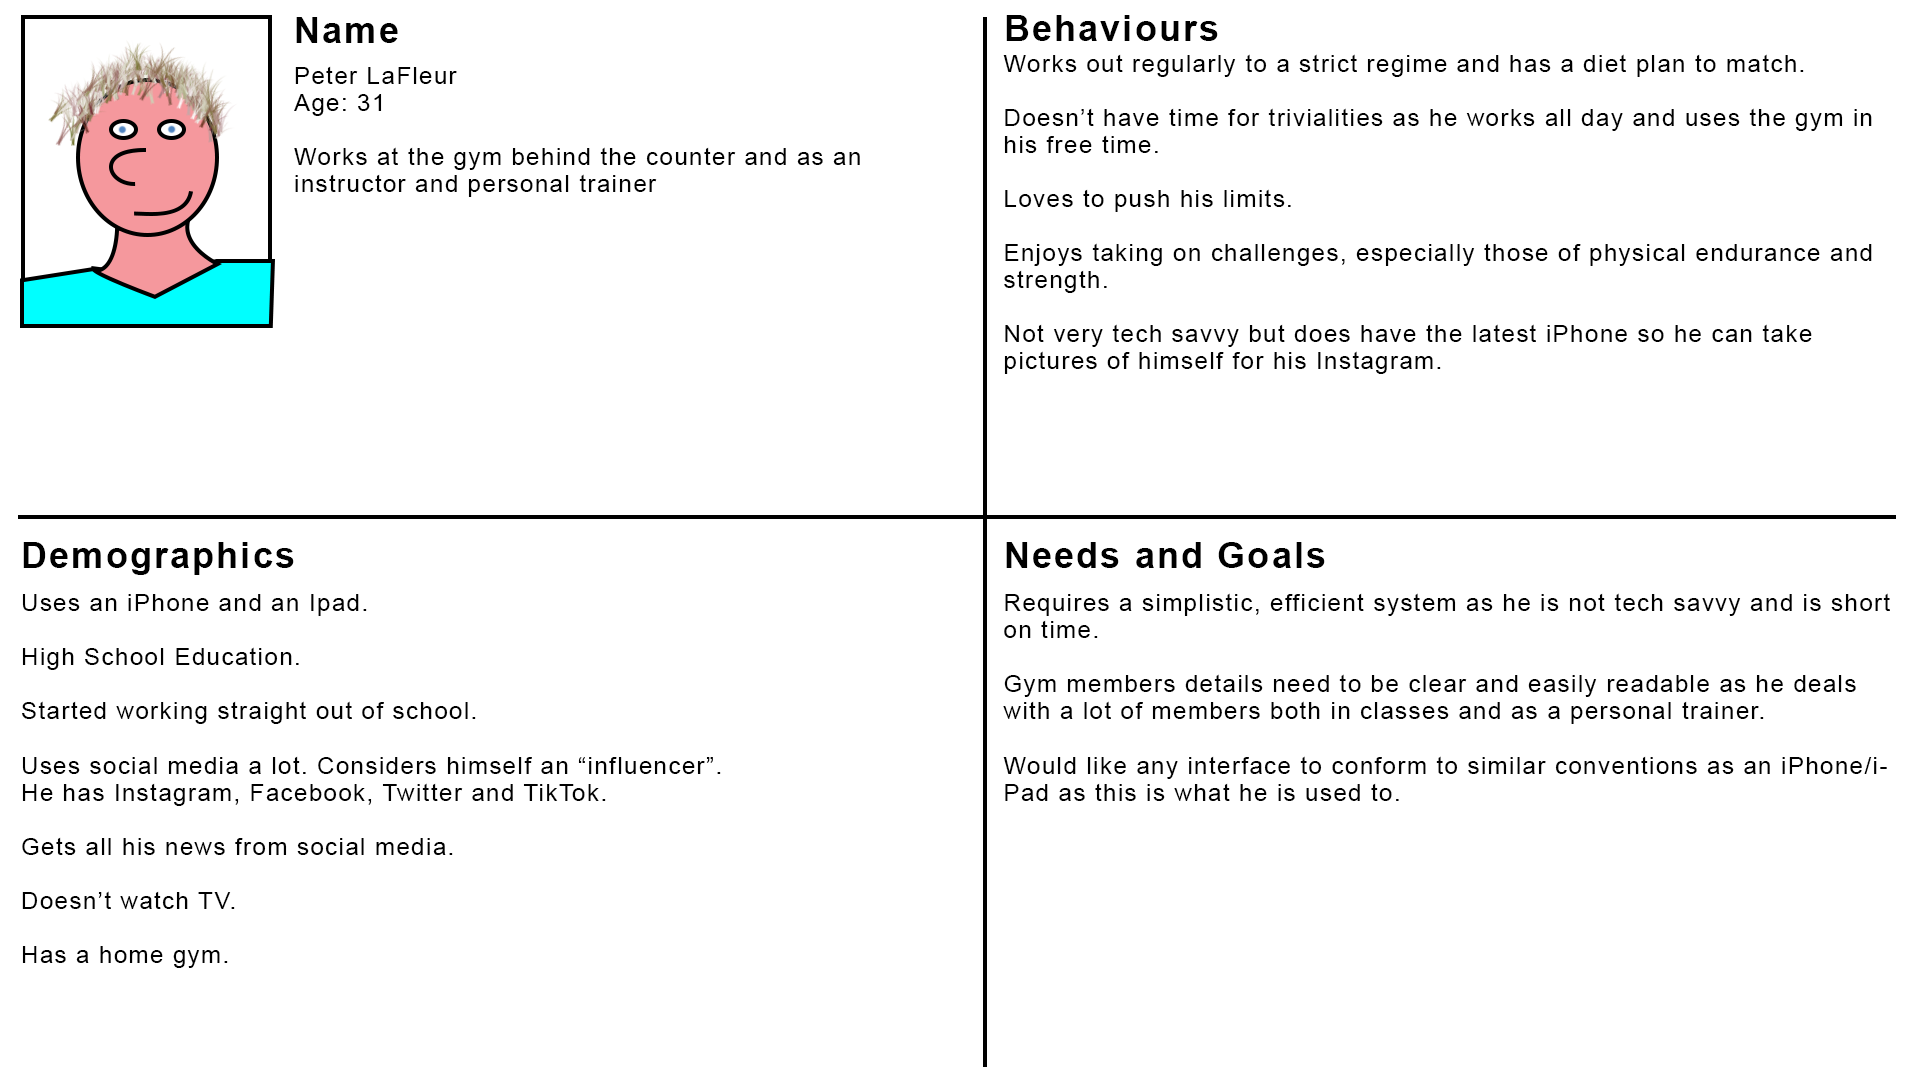 Name
Peter LaFleur
Age: 31
Works at the gym behind the counter and as an
instructor and personal trainer
Behaviours
Works out regularly to a strict regime and has a diet plan to match.
Doesn’t have time for trivialities as he works all day and uses the gym in
his free time.
Loves to push his limits.
Enjoys taking on challenges, especially those of physical endurance and
strength.
Not very tech savvy but does have the latest iPhone so he can take
pictures of himself for his Instagram.
Demographics
Uses an iPhone and an Ipad.
High School Education.
Started working straight out of school.
Uses social media a lot. Considers himself an “influencer”.
He has Instagram, Facebook, Twitter and TikTok.
Gets all his news from social media.
Doesn’t watch TV.
Has a home gym.
Needs and Goals
Requires a simplistic, efficient system as he is not tech savvy and is short
on time.
Gym members details need to be clear and easily readable as he deals
with a lot of members both in classes and as a personal trainer.
Would like any interface to conform to similar conventions as an iPhone/i-
Pad as this is what he is used to.